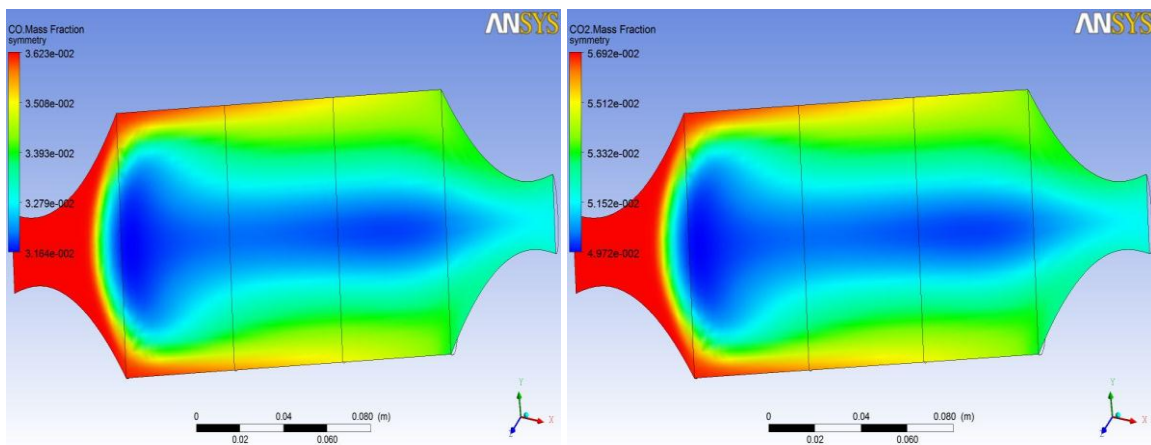 CO.Mass Fraction
symmetry
3.623e-002
3.508e-002
3.393e-002
3.279e-002
3.164e-002
ANSYS
0 0.04 0.080 (m)
0.02 0.060
Y
X
Z
CO2.Mass Fraction
symmetry
5.692e-002
5.512e-002
5.332e-002
5.152e-002
4.972e-002
ANSYS
0 0.04 0.080 (m)
0.02 0.060
Y
X
Z